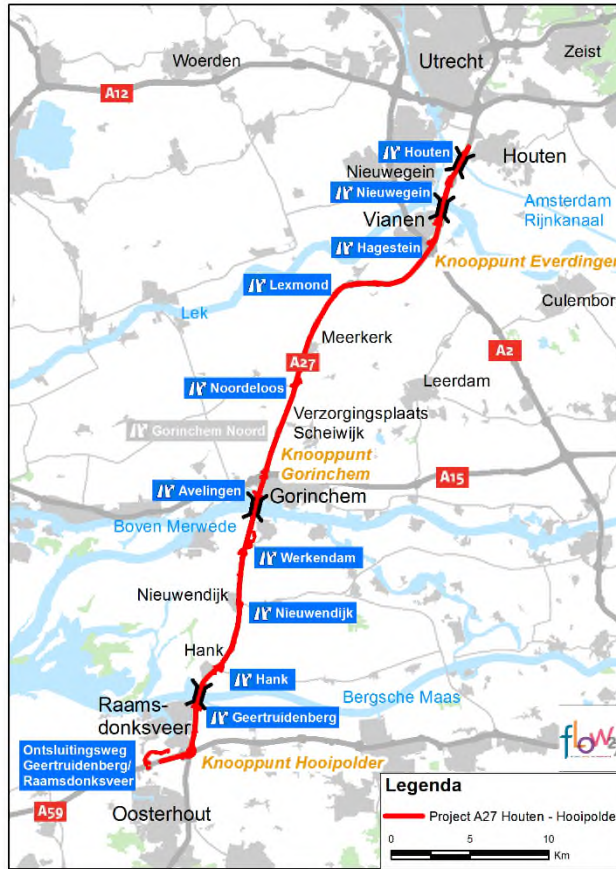 Utrecht
Zeist
Woerden
A12
Houten
Houten
Nieuwegein
Nieuwegein
Amsterdam
Rijnkanaal
Vianen
Hagestein
Knooppunt Everdingen
Lexmond
Culembor
Lek
Meerkerk
A2
A27
Leerdam
Noordeloos
Verzorgingsplaats
Scheiwijk
Gorinchem Noord
Knooppunt
Gorinchem
A15
Avelingen
Gorinchem
Boven Merwede
Werkendam
Nieuwendijk
Nieuwendijk
Hank
Hank
Bergsche Maas
Raams-
donksveer
Geertruidenberg
Ontsluitingsweg
Geertruidenberg/
Raamsdonksveer
Knooppunt Hooipolder
flow
A59
Oosterhout
Legenda
Project A27 Houten - Hooipolde
0 5 10
Km